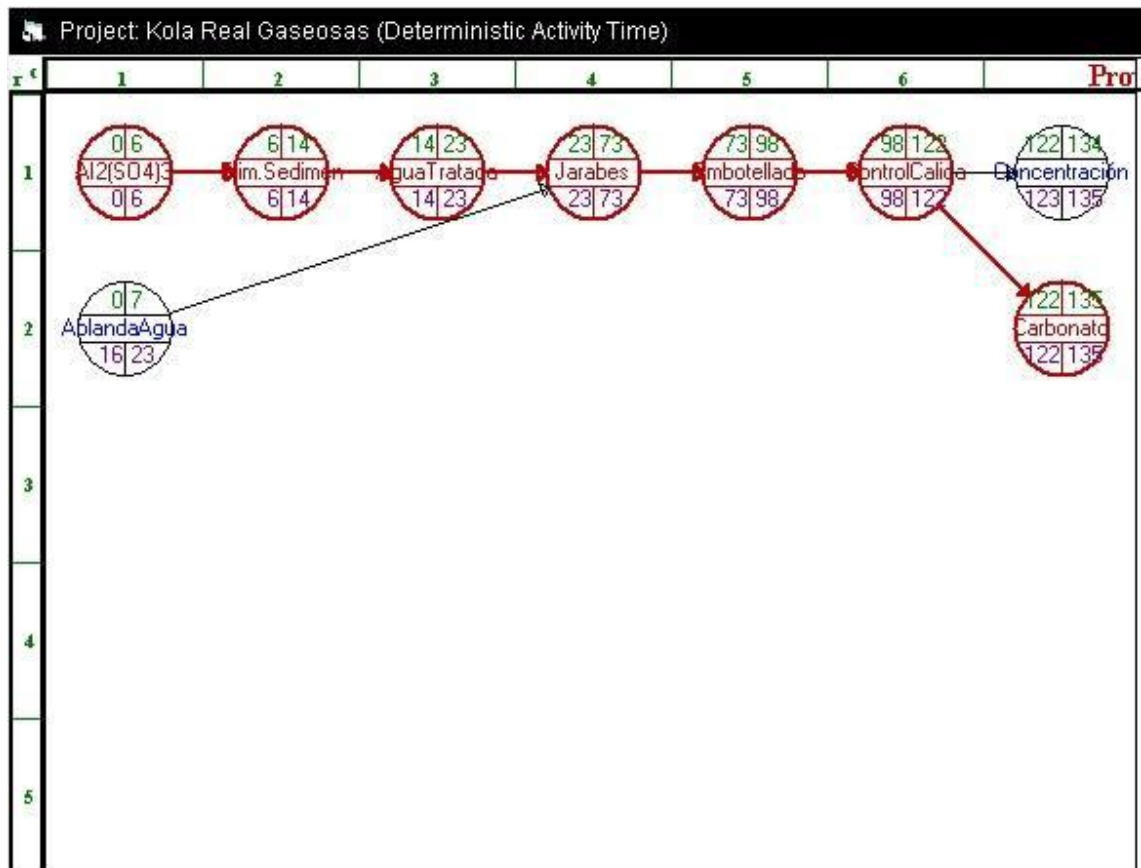 Project: Kola Real Gaseosas (Deterministic Activity Time)
1 2 3 4 5 6 Pro
1
0 6 6 14 14 23 23 73 73 98 98 122 122 134
Al2(SO4)3 im.Sedimen guaTratada Jarabes mbotellado ontrolCalida Concentración
0 6 6 14 14 23 23 73 73 98 98 122 123 135
2
0 7 122 135
AblandaAgua Carbonato
16 23 122 135
3
4
5